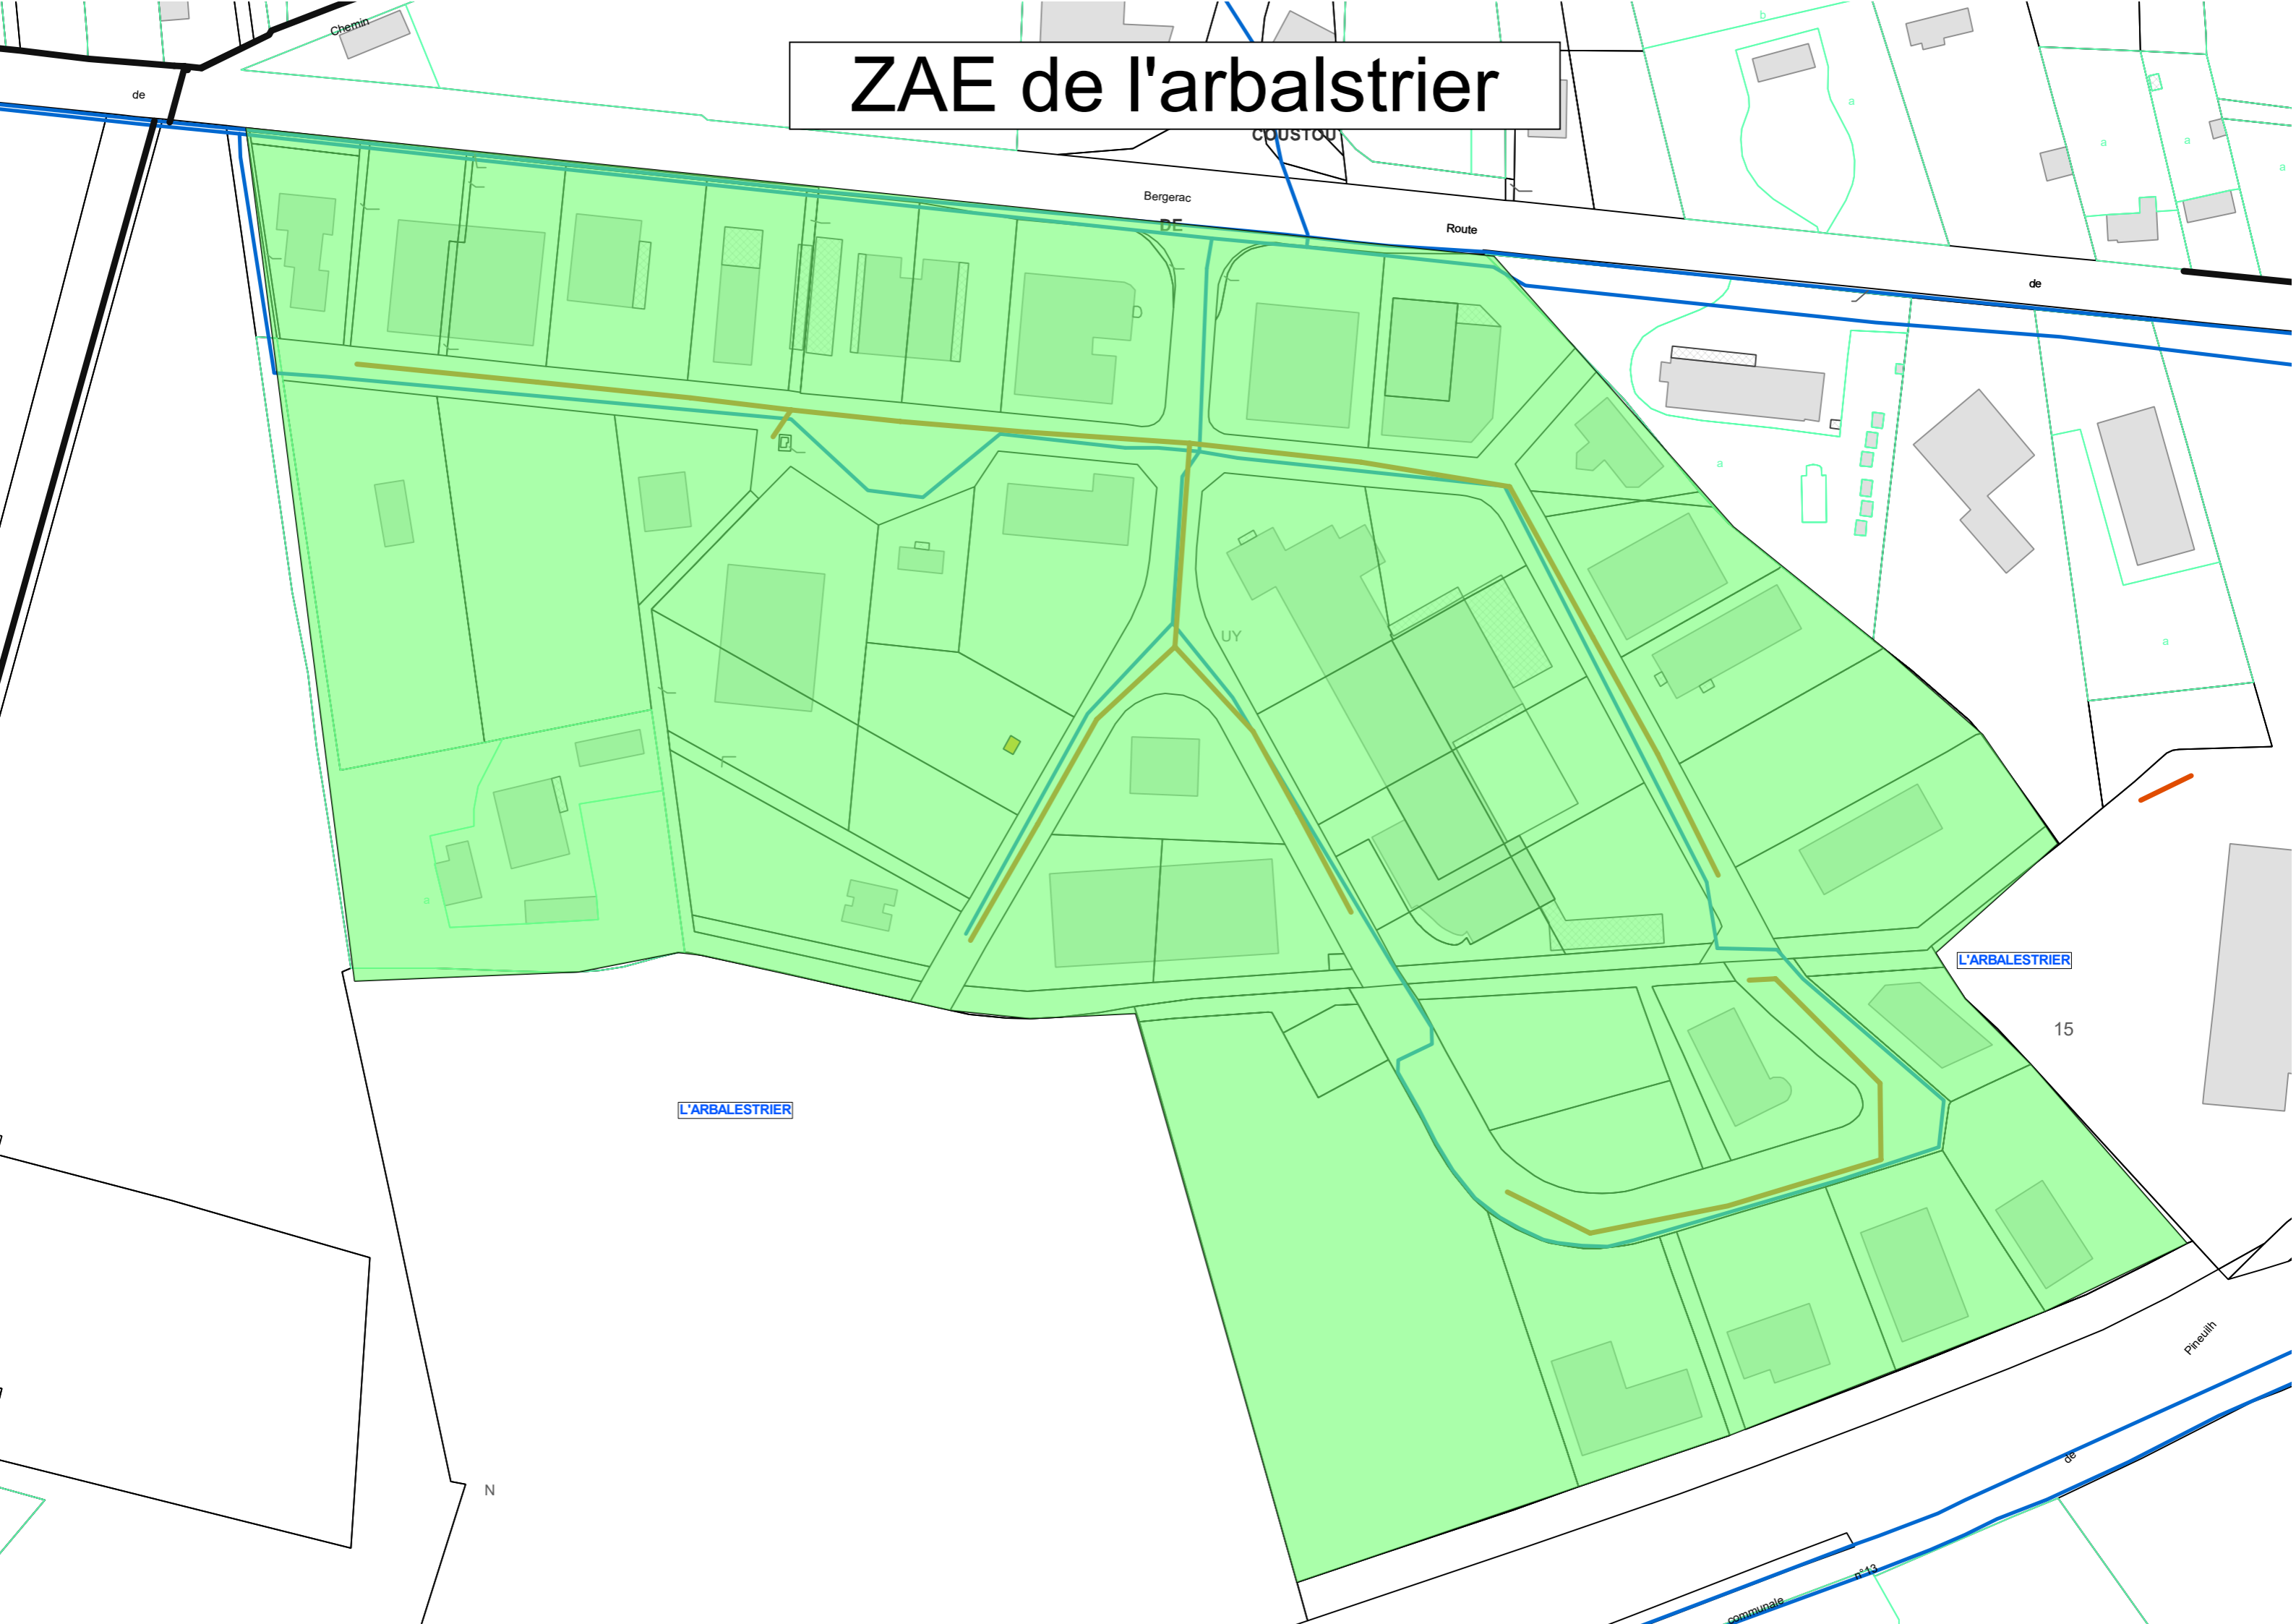 Chemin
b
ZAE de l'arbalstrier
de
a
COUSTOU
a
a
a
Bergerac
DE
Route
de
a
UY
a
a
L'ARBALESTRIER
15
L'ARBALESTRIER
Pineuilh
de
N
n°13
communale